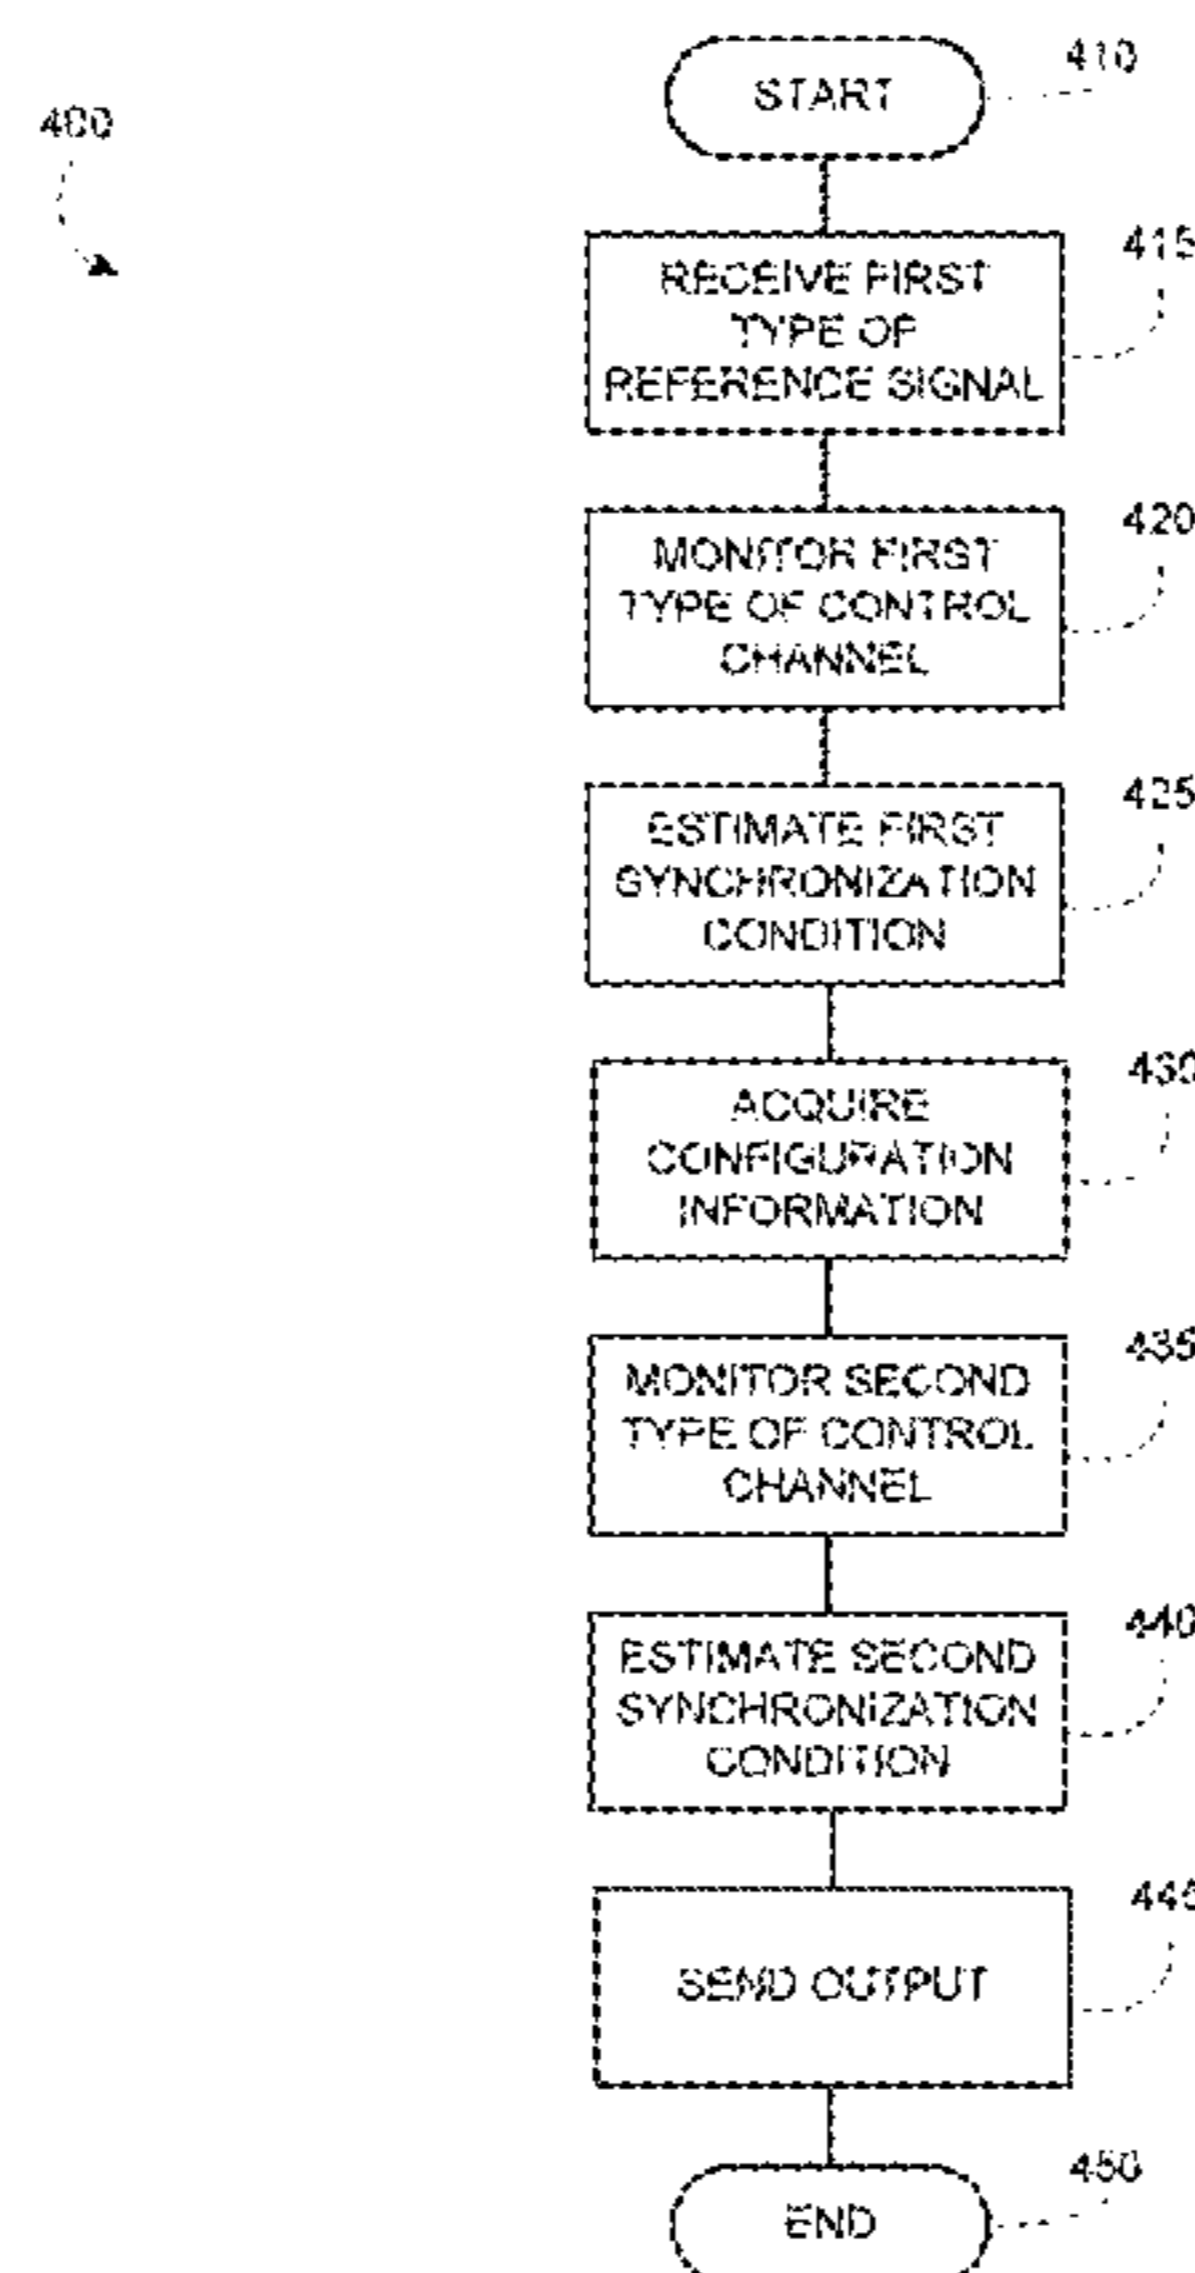 410
START
400
415
RECEIVE FIRST
TYPE OF
REFERENCE SIGNAL
420
MONITOR FIRST
TYPE OF CONTROL
CHANNEL
425
ESTIMATE FIRST
SYNCHRONIZATION
CONDITION
430
ACQUIRE
CONFIGURATION
INFORMATION
435
MONITOR SECOND
TYPE OF CONTROL
CHANNEL
440
ESTIMATE SECOND
SYNCHRONIZATION
CONDITION
445
SEND OUTPUT
450
END